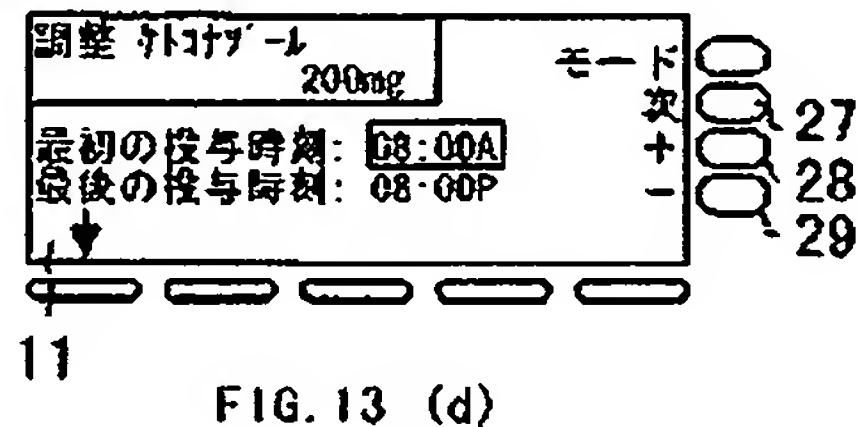 調整 ｹﾄｺﾅｿﾞｰﾙ
200mg
モード
次
27
最初の投与時刻: 08:00A
+
28
最後の投与時刻: 08:00P
-
29
11
FIG. 13 (d)